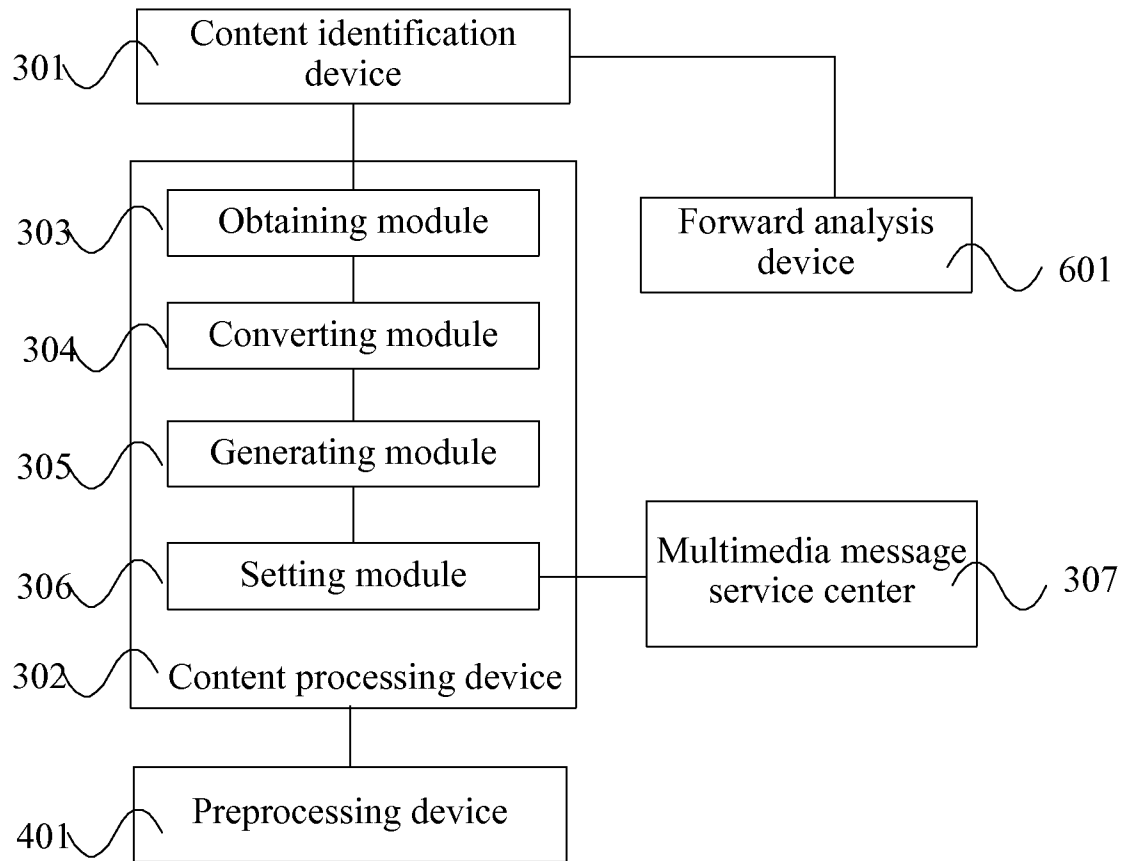 Content identification
device
301
Obtaining module
303
Forward analysis
device
601
Converting module
304
Generating module
305
Setting module
306
Multimedia message
service center
307
302
Content processing device
Preprocessing device
401